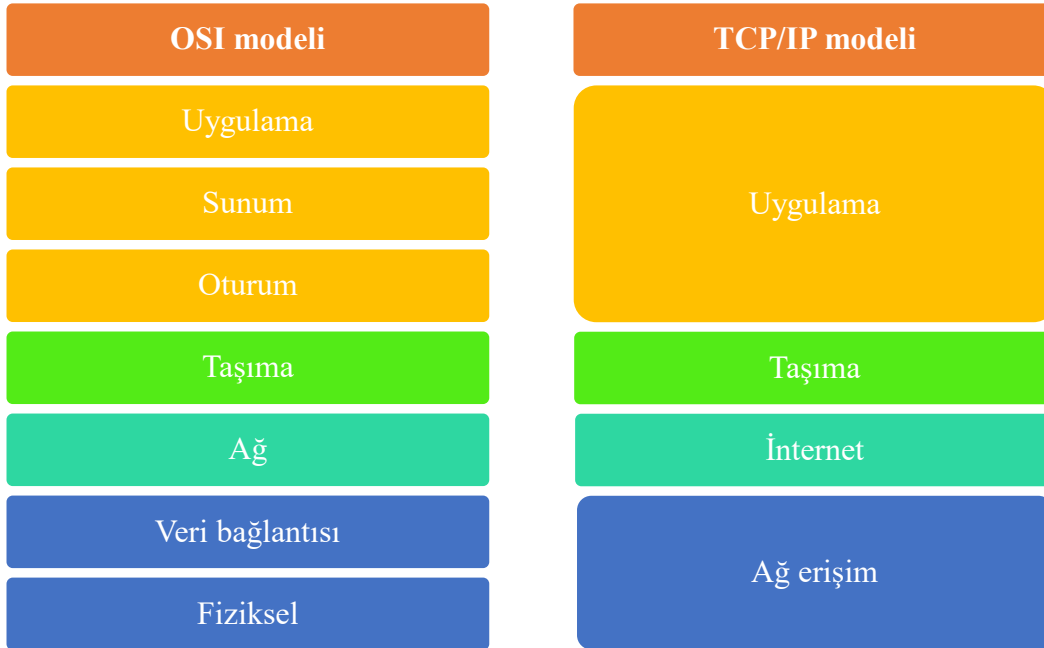 OSI modeli
Uygulama
Sunum
Oturum
Taşıma
Ağ
Veri bağlantısı
Fiziksel
TCP/IP modeli
Uygulama
Taşıma
İnternet
Ağ erişim